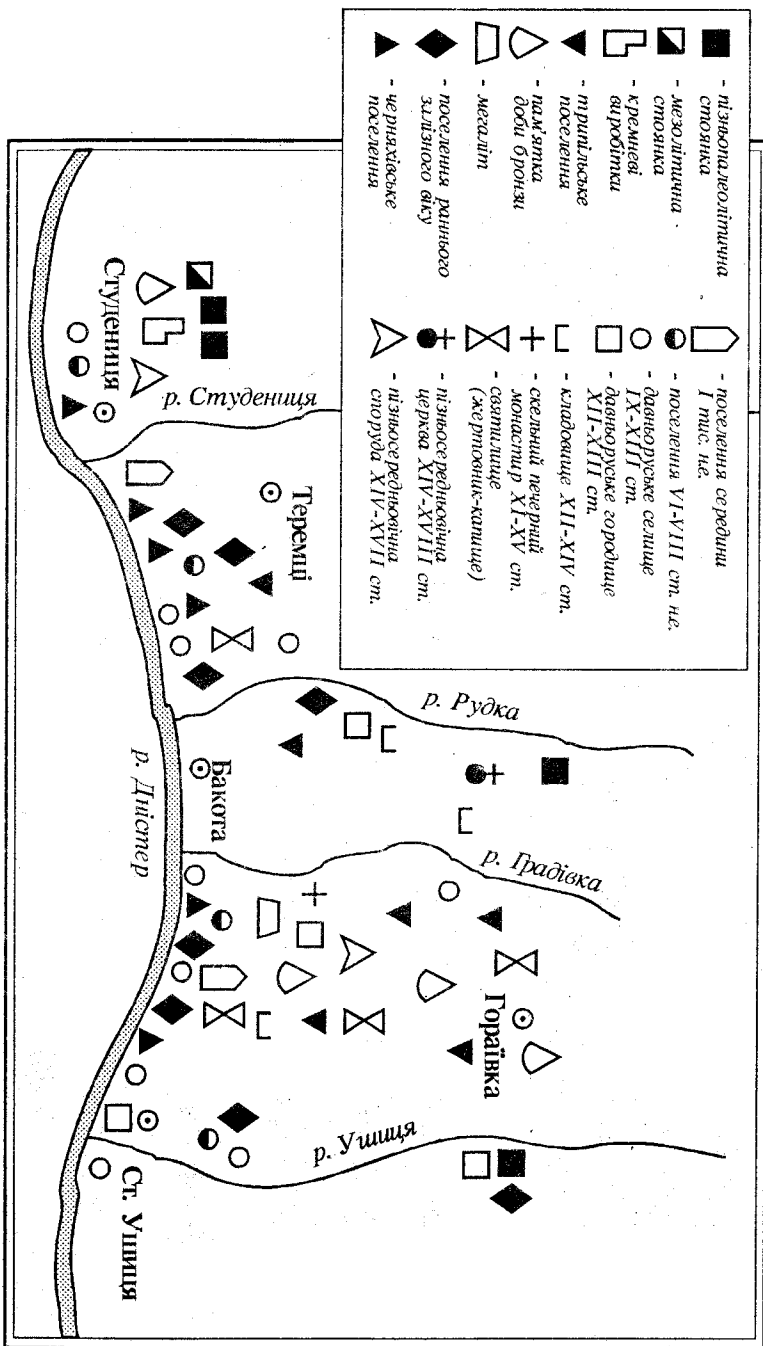 - пізньопалеолітична
стоянка
- мезолітична
стоянка
- кремневі
виробітки
- трипільське
поселення
- пам'ятка
доби бронзи
- мегаліт
- поселення раннього
залізного віку
- черняхівське
поселення
- поселення середини
I тис. н.е.
- поселення VI-VIII ст. н.е.
- давньоруське селище
IX-XIII ст.
- давньоруське городище
XII-XIII ст.
- кладовище XII-XIV ст.
- скельний печерний
монастир XI-XV ст.
- святилище
(жертовник-капище)
- пізньосередньовічна
церква XIV-XVIII ст.
- пізньосередньовічна
споруда XIV-XVII ст.
Студениця
р. Студениця
Теремці
р. Рудка
Бакота
р. Дністер
р. Градівка
Гораївка
р. Ушиця
Ст. Ушиця